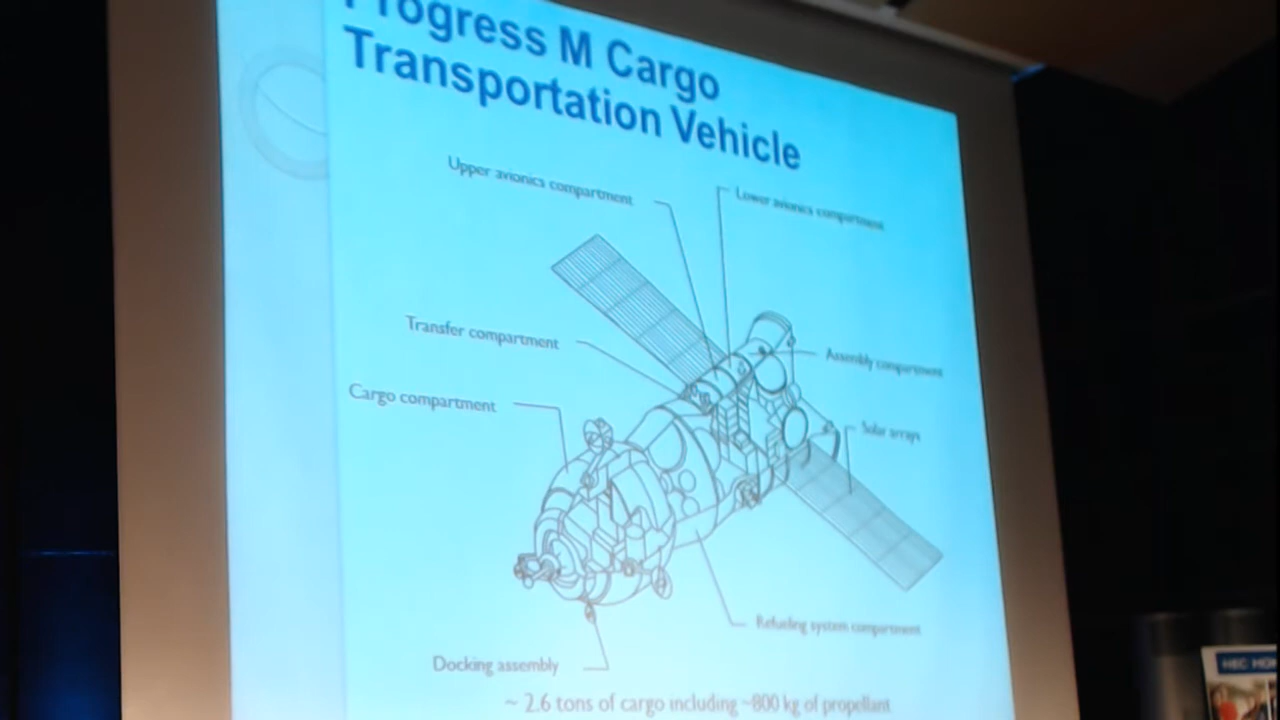 Progress M Cargo
Transportation Vehicle
Upper avionics compartment
Lower avionics compartment
Transfer compartment
Assembly compartment
Cargo compartment
Solar arrays
Refueling system compartment
Docking assembly
~ 2.6 tons of cargo including ~800 kg of propellant
HEC